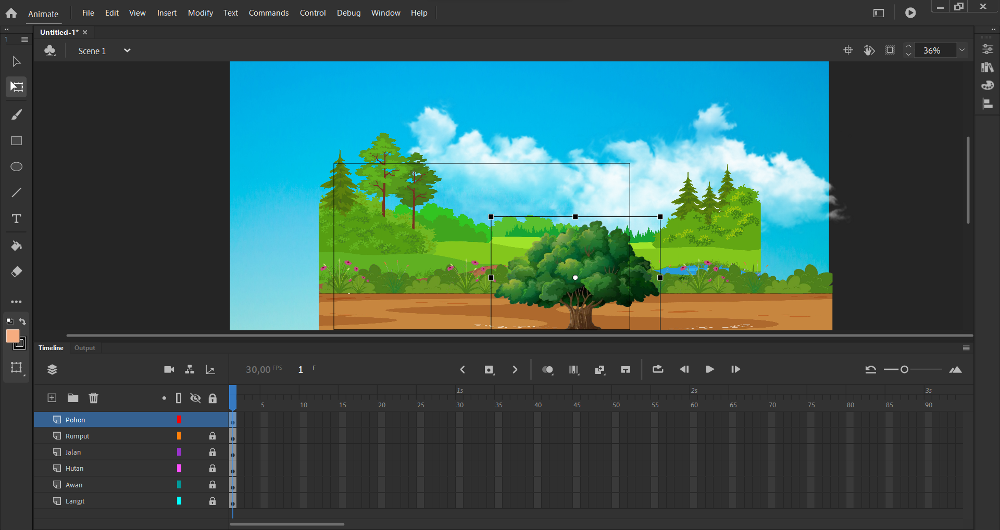 Animate File Edit View Insert Modify Text Commands Control Debug Window Help
Untitled-1*
Scene 1 36%
Timeline Output
30,00 FPS 1 F
1s 2s 3s
5 10 15 20 25 30 35 40 45 50 55 60 65 70 75 80 85 90
Pohon
Rumput
Jalan
Hutan
Awan
Langit